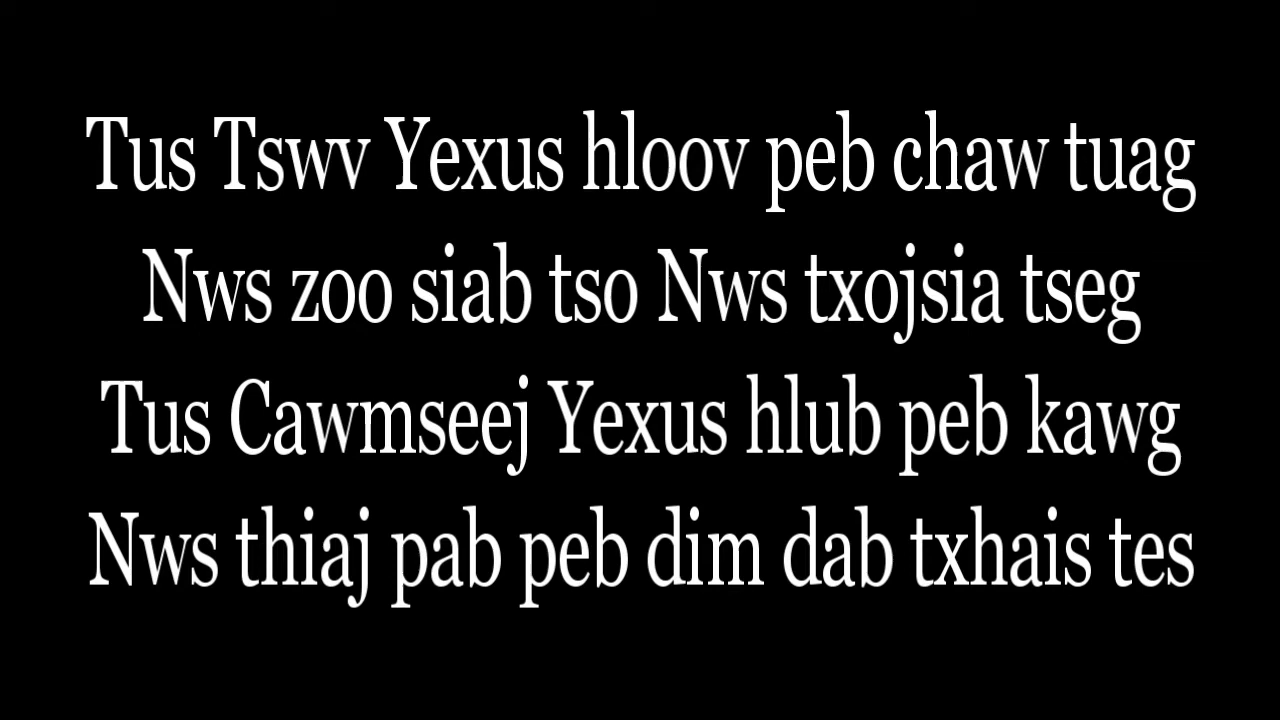 Tus Tswv Yexus hloov peb chaw tuag
Nws zoo siab tso Nws txojsia tseg
Tus Cawmseej Yexus hlub peb kawg
Nws thiaj pab peb dim dab txhais tes